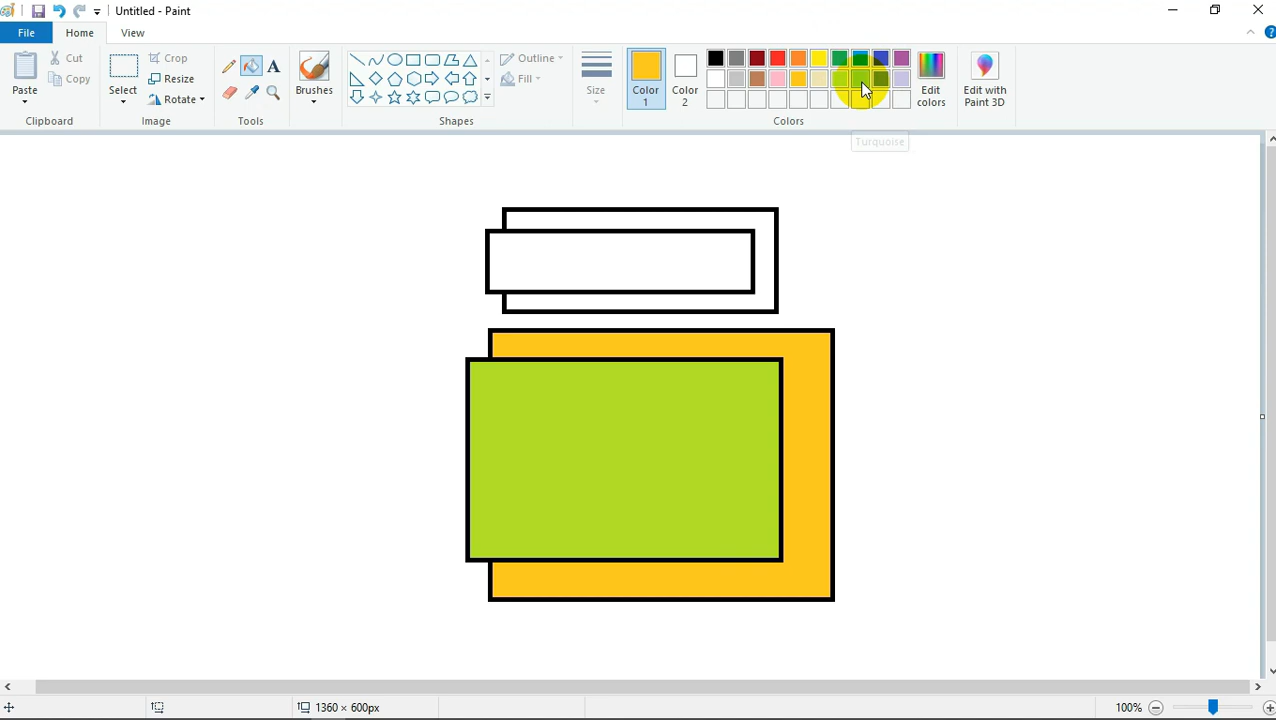 Untitled - Paint
File
Home
View
Paste
Cut
Copy
Clipboard
Select
Crop
Resize
Rotate
Image
A
Tools
Brushes
Outline
Fill
Shapes
Size
Color
1
Color
2
Colors
Edit
colors
Edit with
Paint 3D
Turquoise
1360 × 600px
100%